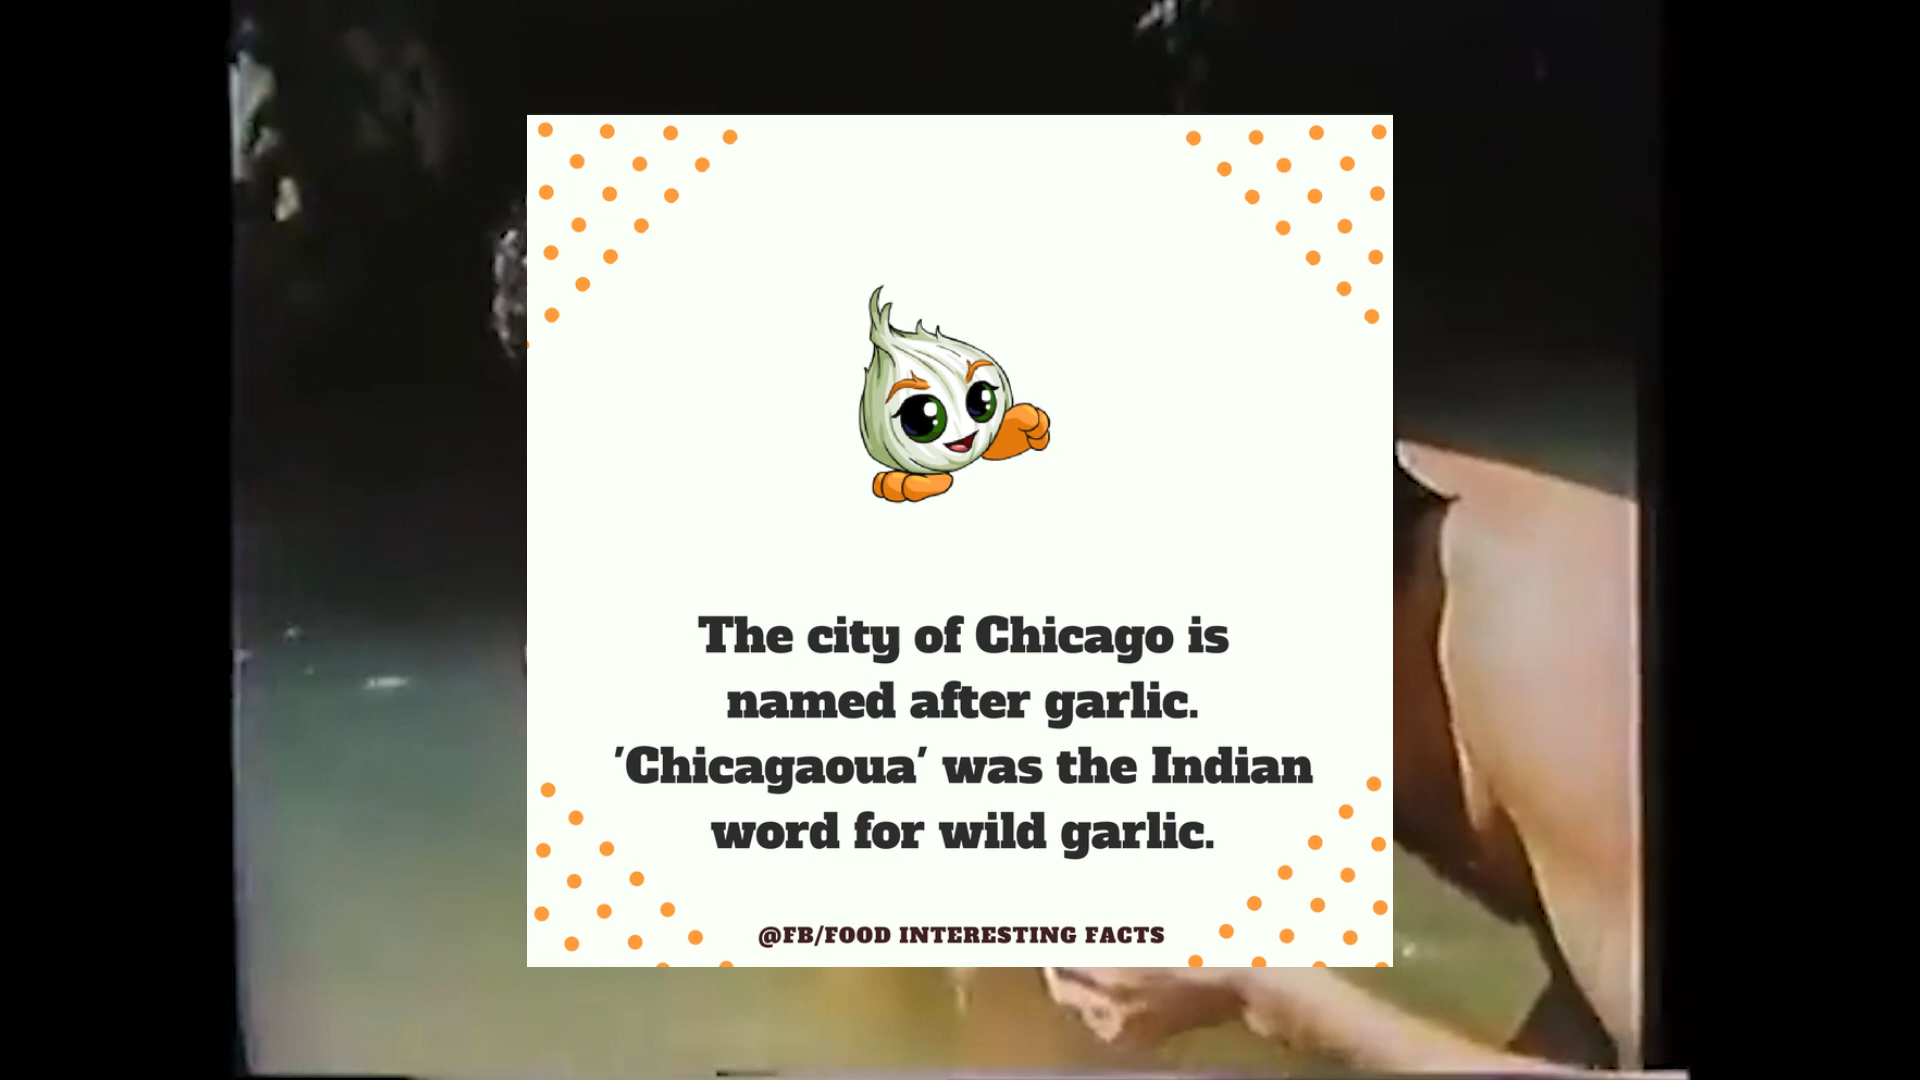 The city of Chicago is
named after garlic.
'Chicagaoua' was the Indian
word for wild garlic.
@FB/FOOD INTERESTING FACTS